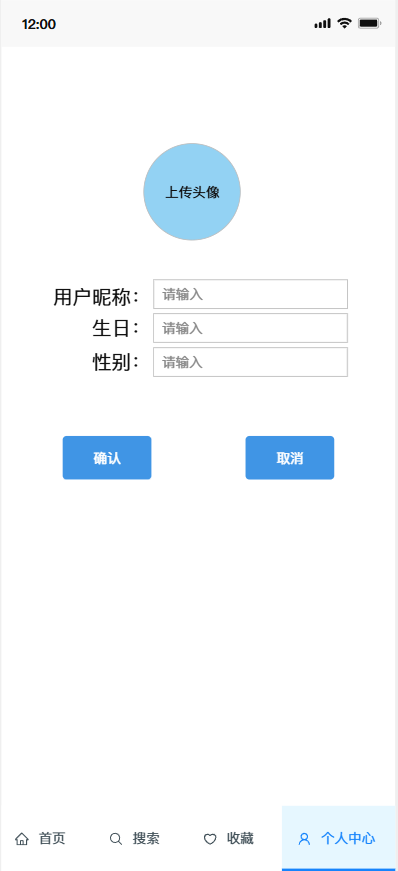 12:00
上传头像
用户昵称： 请输入
生日： 请输入
性别： 请输入
确认 取消
首页 搜索 收藏 个人中心